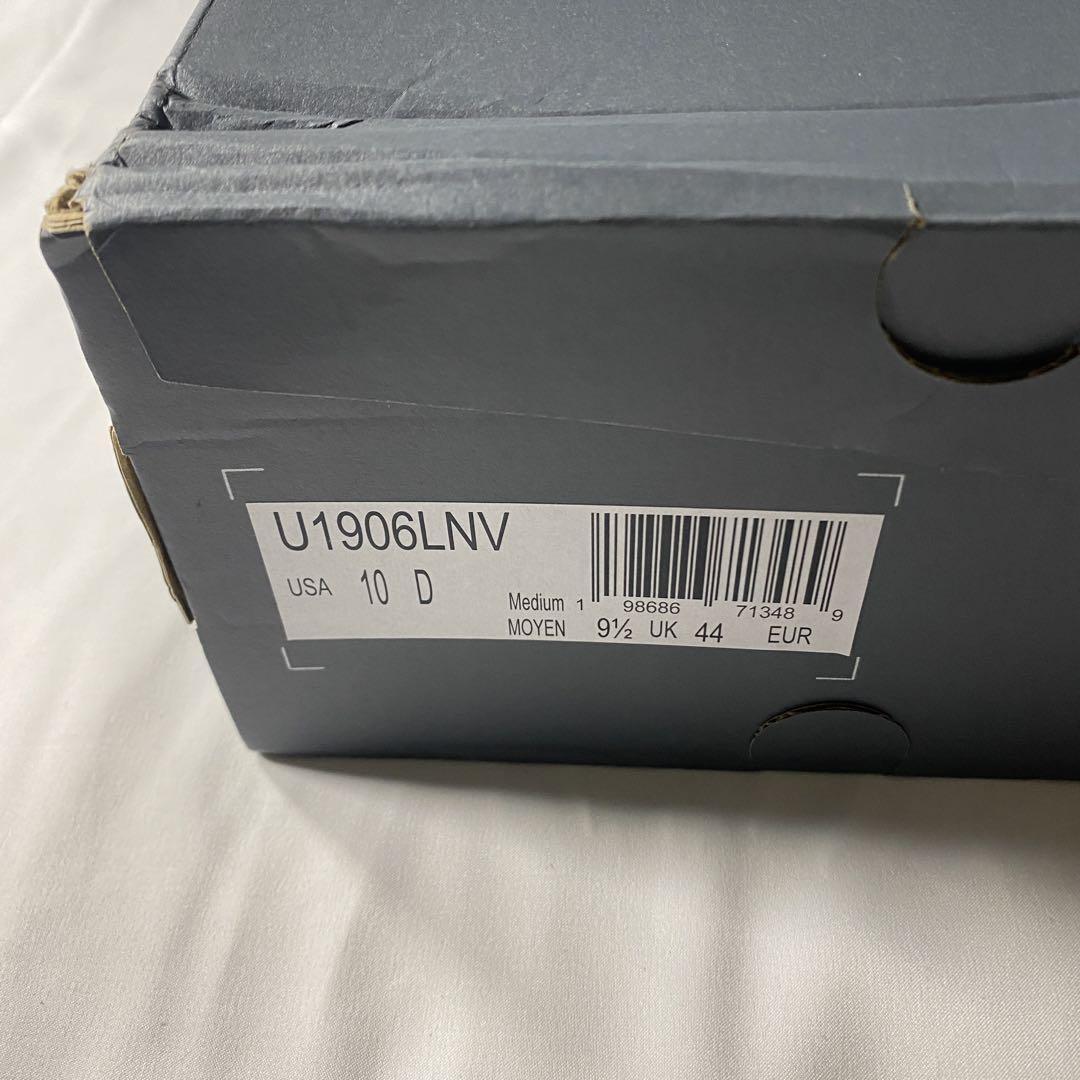 U1906LNV
USA 10 D
Medium 1 98686 71348 9
MOYEN 9½ UK 44 EUR